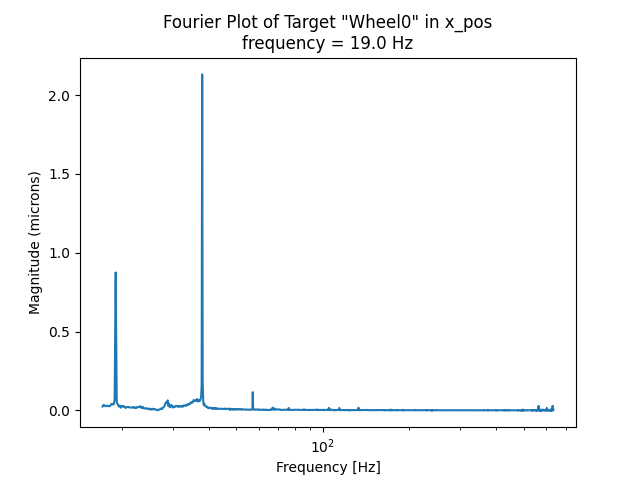 Fourier Plot of Target "Wheel0" in x_pos
frequency = 19.0 Hz
2.0
1.5
1.0
0.5
0.0
Magnitude (microns)
10²
Frequency [Hz]